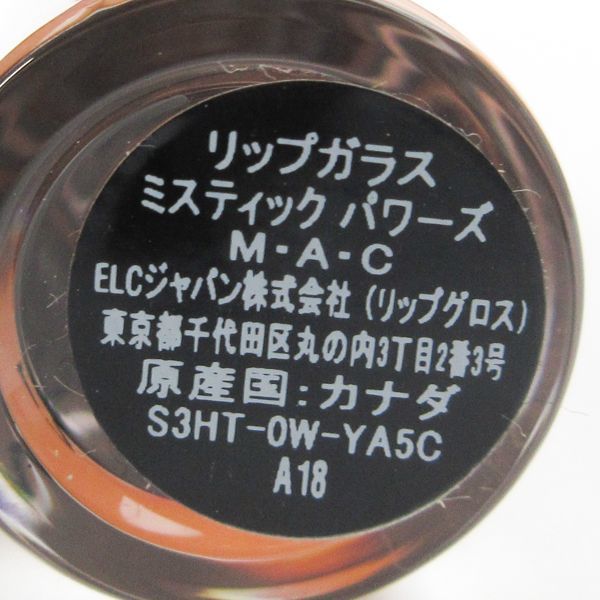 リップガラス
ミスティック パワーズ
M-A-C
ELCジャパン株式会社 (リップグロス)
東京都千代田区丸の内3丁目2番3号
原産国:カナダ
S3HT-0W-YA5C
A18